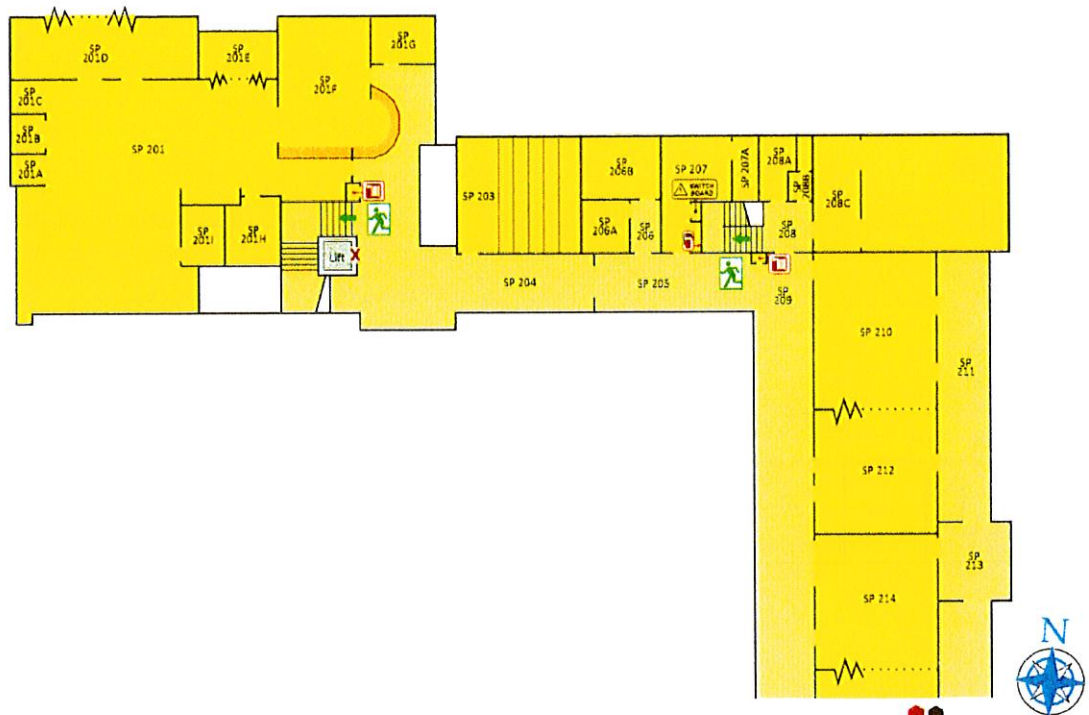 SP
201D
SP
201E
SP
201F
SP
201G
SP
201C
SP
201B
SP
201A
SP 201
SP
201I
SP
201H
Lift
X
SP 203
SP 204
SP 205
SP
206B
SP
206A
SP
206
SP 207
SWITCH
BOARD
SP 207A
SP
208A
SP
208B
SP
208C
SP
208
SP
209
SP 210
SP
211
SP 212
SP
213
SP 214
N